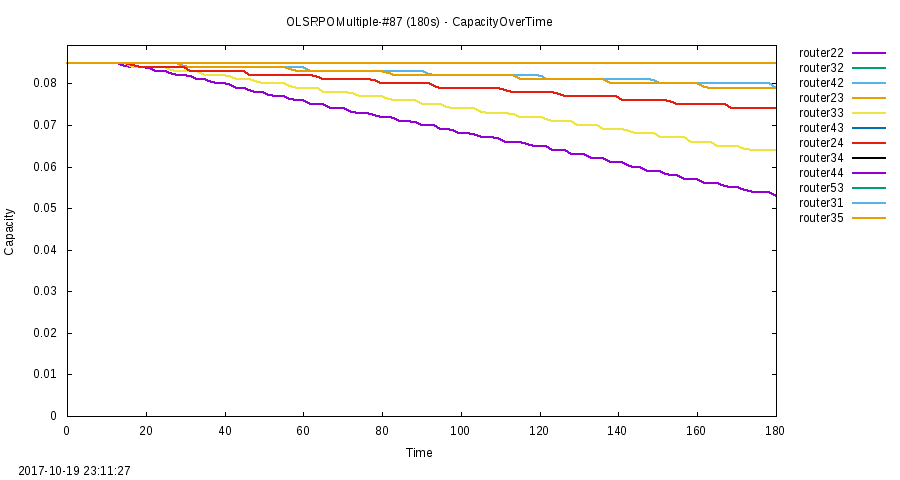 OLSRPOMultiple-#87 (180s) - CapacityOverTime
router22
router32
router42
router23
router33
router43
router24
router34
router44
router53
router31
router35
0.08
0.07
0.06
0.05
0.04
0.03
0.02
0.01
0
Capacity
0 20 40 60 80 100 120 140 160 180
Time
2017-10-19 23:11:27